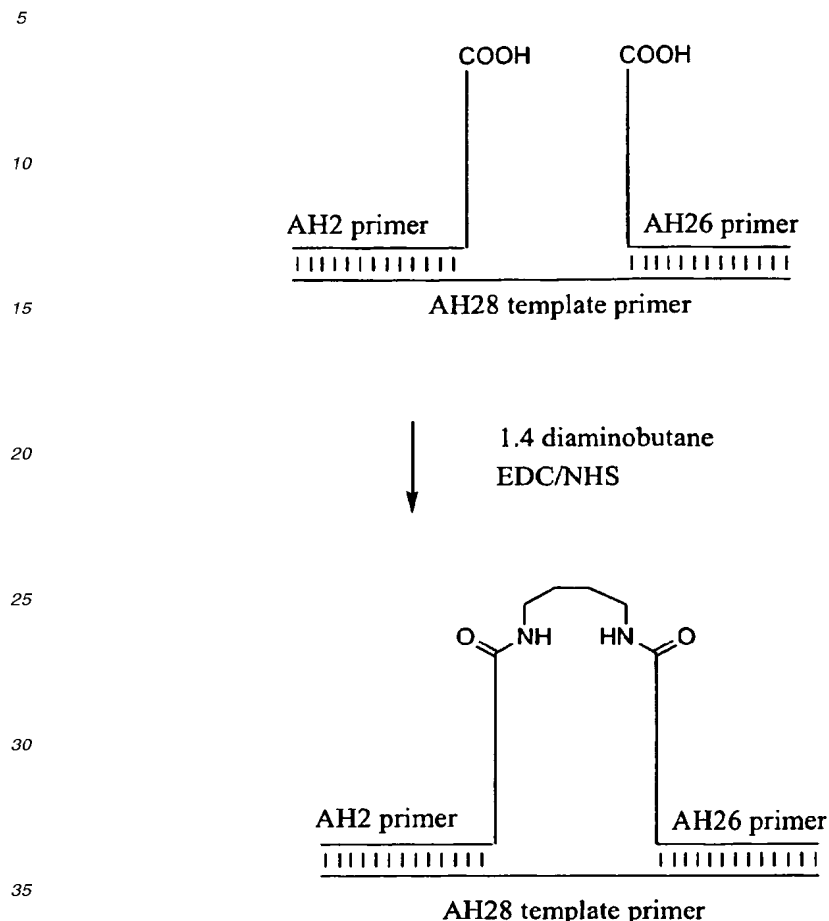 5
COOH COOH
10
AH2 primer AH26 primer
15
AH28 template primer
20
1.4 diaminobutane
EDC/NHS
25
O NH HN O
30
AH2 primer AH26 primer
35
AH28 template primer